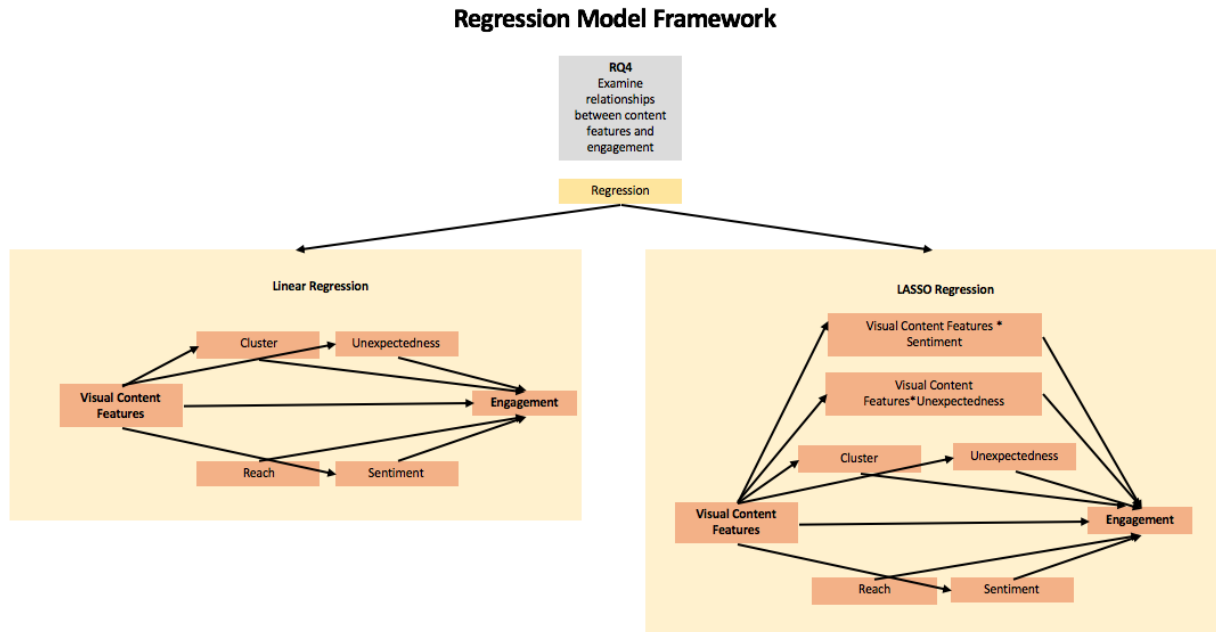 Regression Model Framework
RQ4
Examine
relationships
between content
features and
engagement
Regression
Linear Regression
Cluster
Unexpectedness
Visual Content
Features
Engagement
Reach
Sentiment
LASSO Regression
Visual Content Features *
Sentiment
Visual Content
Features*Unexpectedness
Cluster
Unexpectedness
Visual Content
Features
Engagement
Reach
Sentiment